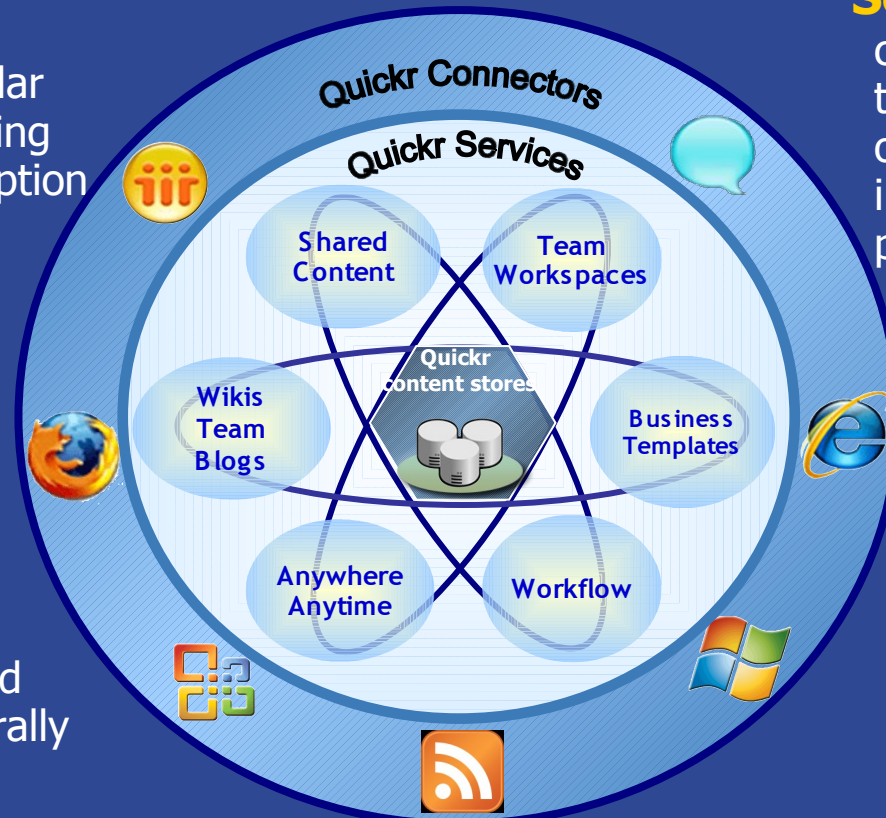 Quickr Connectors
Quickr Services
Shared
Content
Team
Workspaces
Quickr
content stores
Wikis
Team
Blogs
Business
Templates
Anywhere
Anytime
Workflow